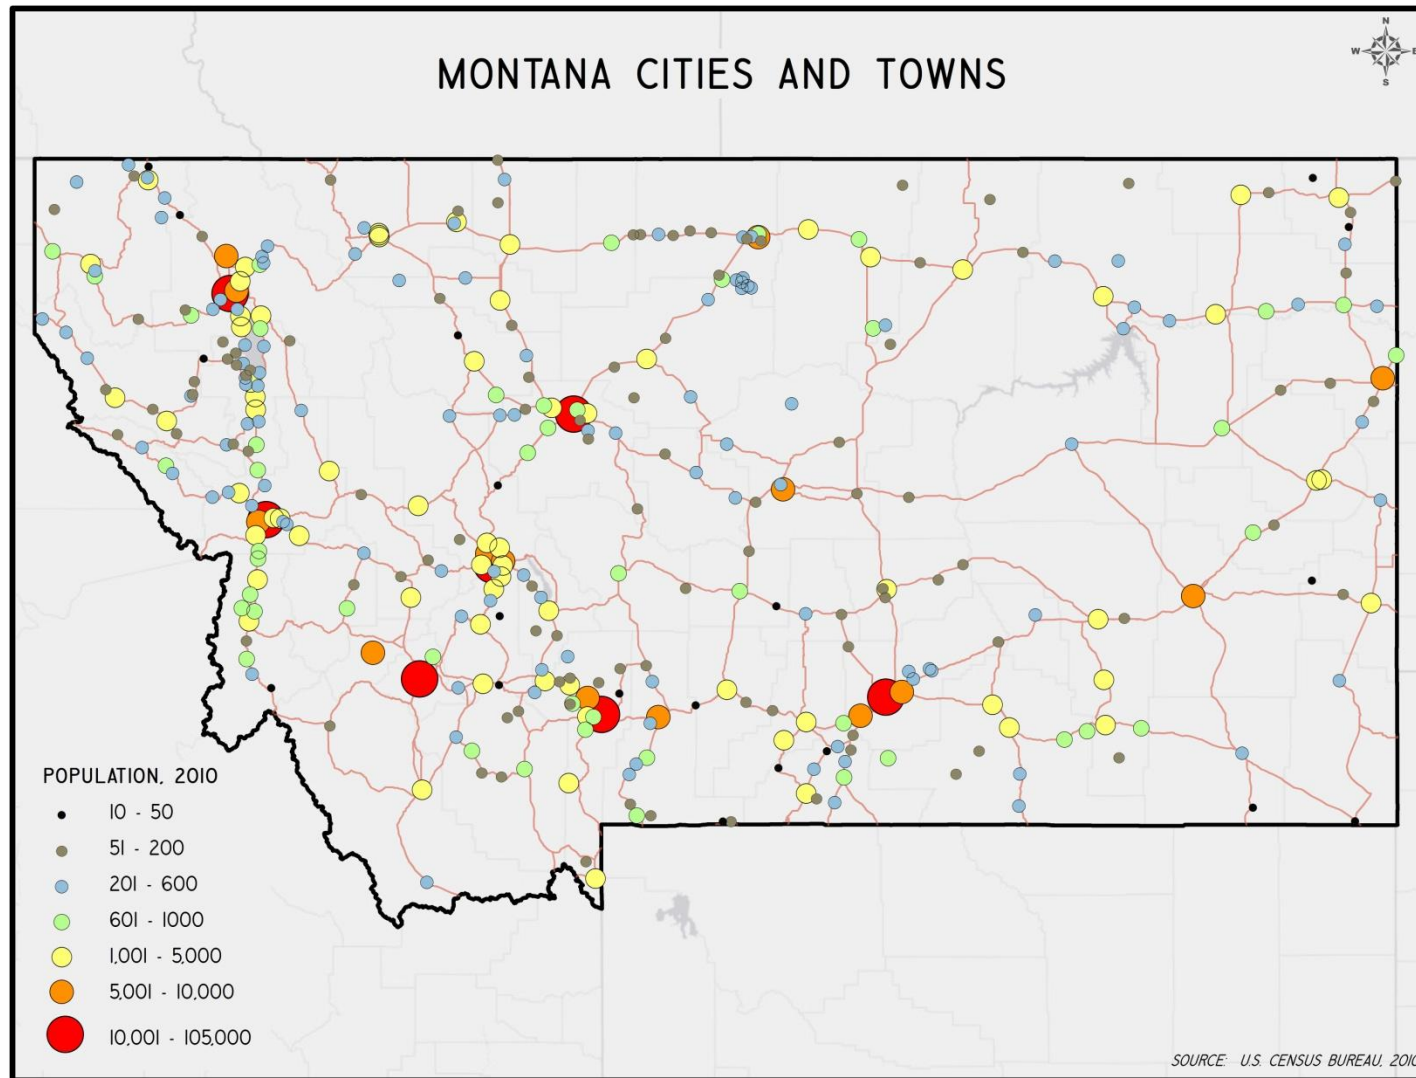 MONTANA CITIES AND TOWNS
N
W E
S
POPULATION, 2010
10 - 50
51 - 200
201 - 600
601 - 1000
1,001 - 5,000
5,001 - 10,000
10,001 - 105,000
SOURCE: U.S. CENSUS BUREAU, 2010